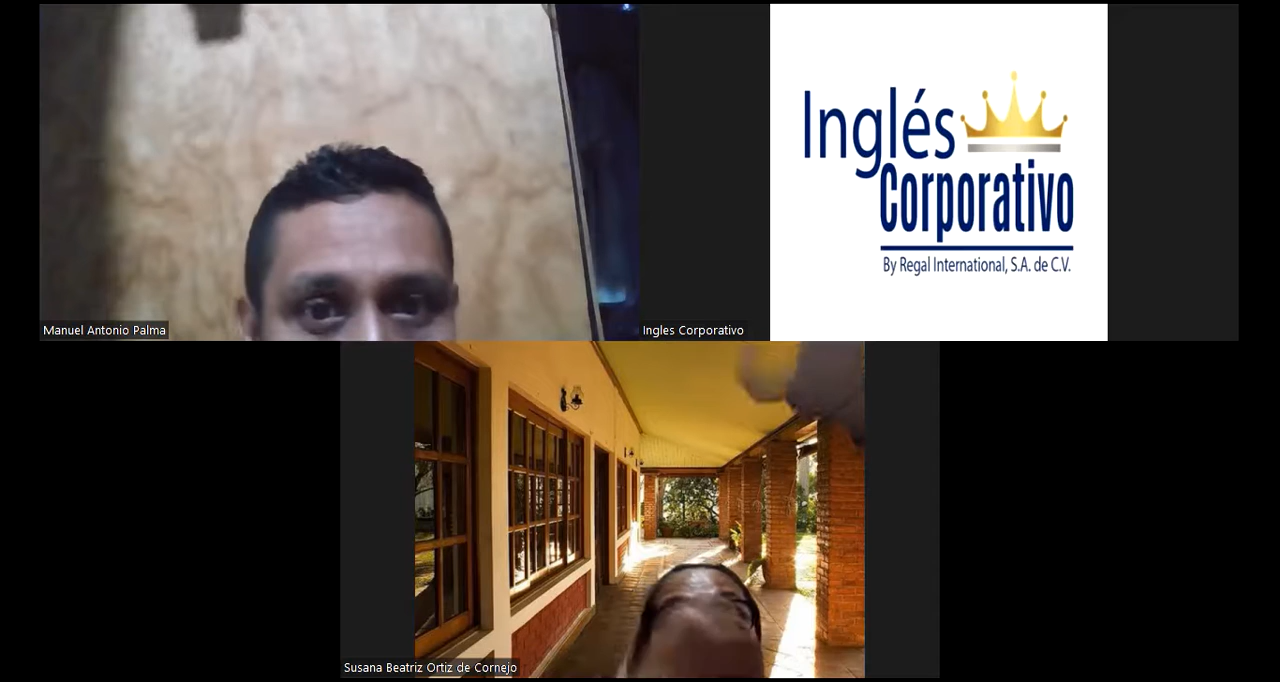 Inglés
Corporativo
By Regal International, S.A. de C.V.
Manuel Antonio Palma
Ingles Corporativo
Susana Beatriz Ortiz de Cornejo